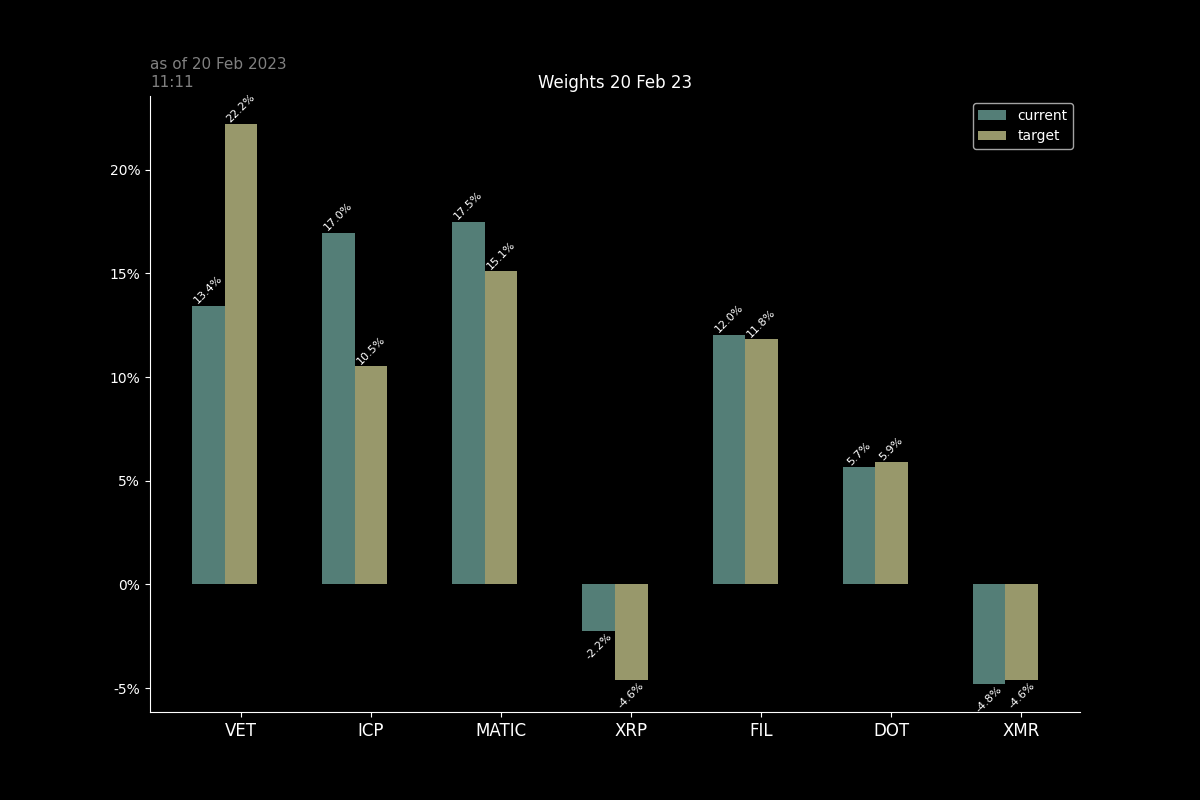 as of 20 Feb 2023
11:11
Weights 20 Feb 23
current
target
20%
15%
10%
5%
0%
-5%
13.4%
22.2%
17.0%
10.5%
17.5%
15.1%
-2.2%
-4.6%
12.0%
11.8%
5.7%
5.9%
-4.8%
-4.6%
VET
ICP
MATIC
XRP
FIL
DOT
XMR